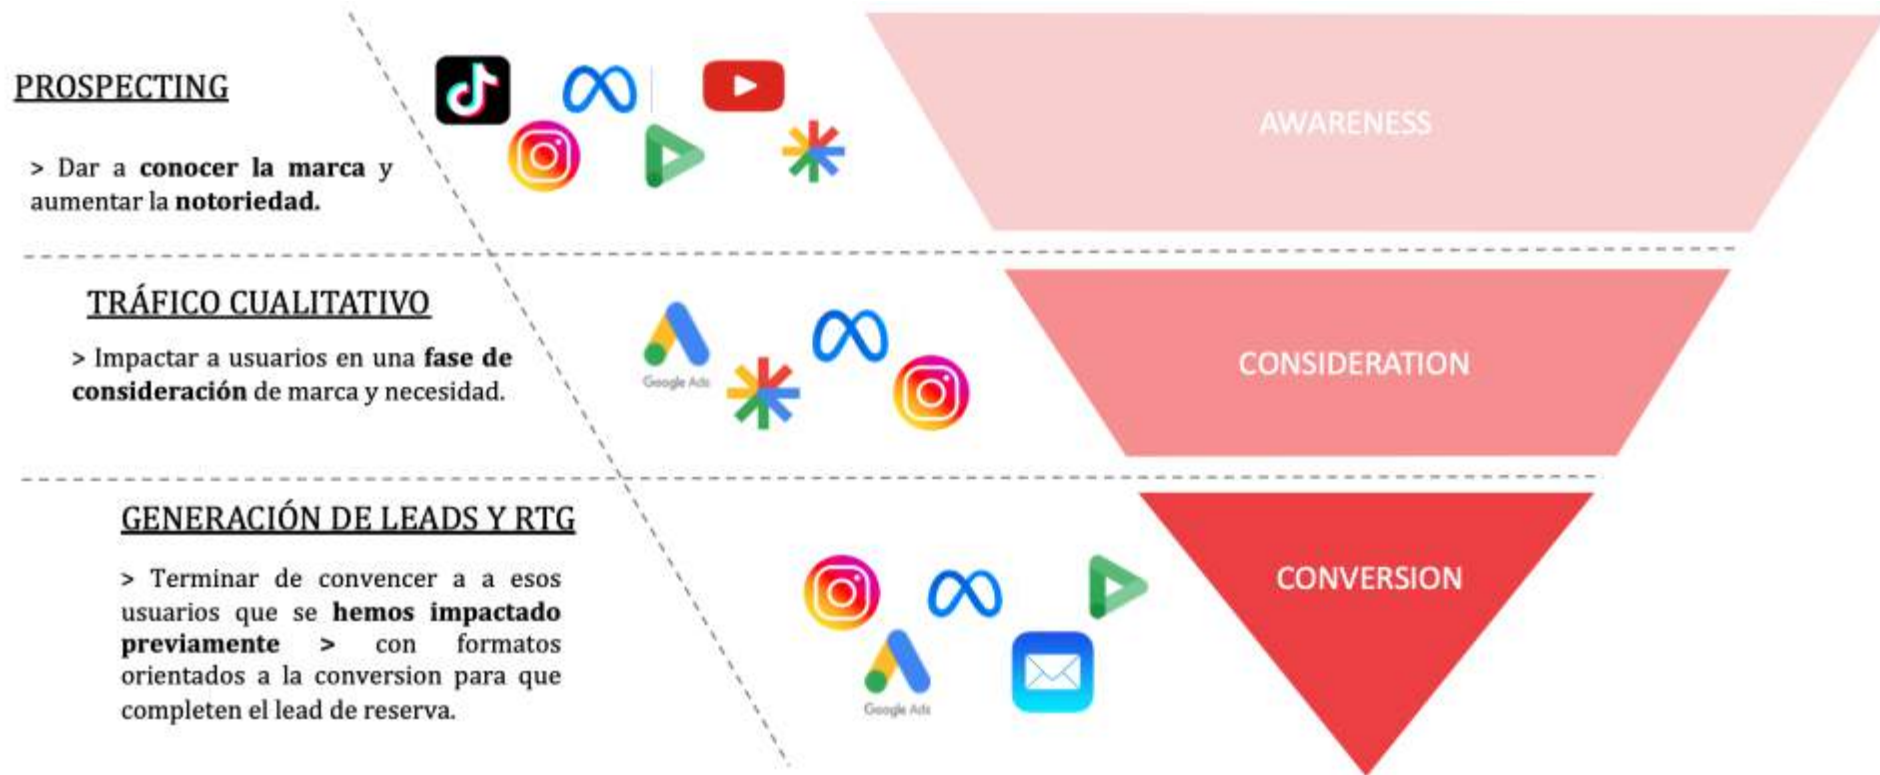 PROSPECTING
> Dar a conocer la marca y
aumentar la notoriedad.
AWARENESS
TRÁFICO CUALITATIVO
> Impactar a usuarios en una fase de
consideración de marca y necesidad.
Google Ads
CONSIDERATION
GENERACIÓN DE LEADS Y RTG
> Terminar de convencer a a esos
usuarios que se hemos impactado
previamente > con formatos
orientados a la conversion para que
completen el lead de reserva.
Google Ads
CONVERSION